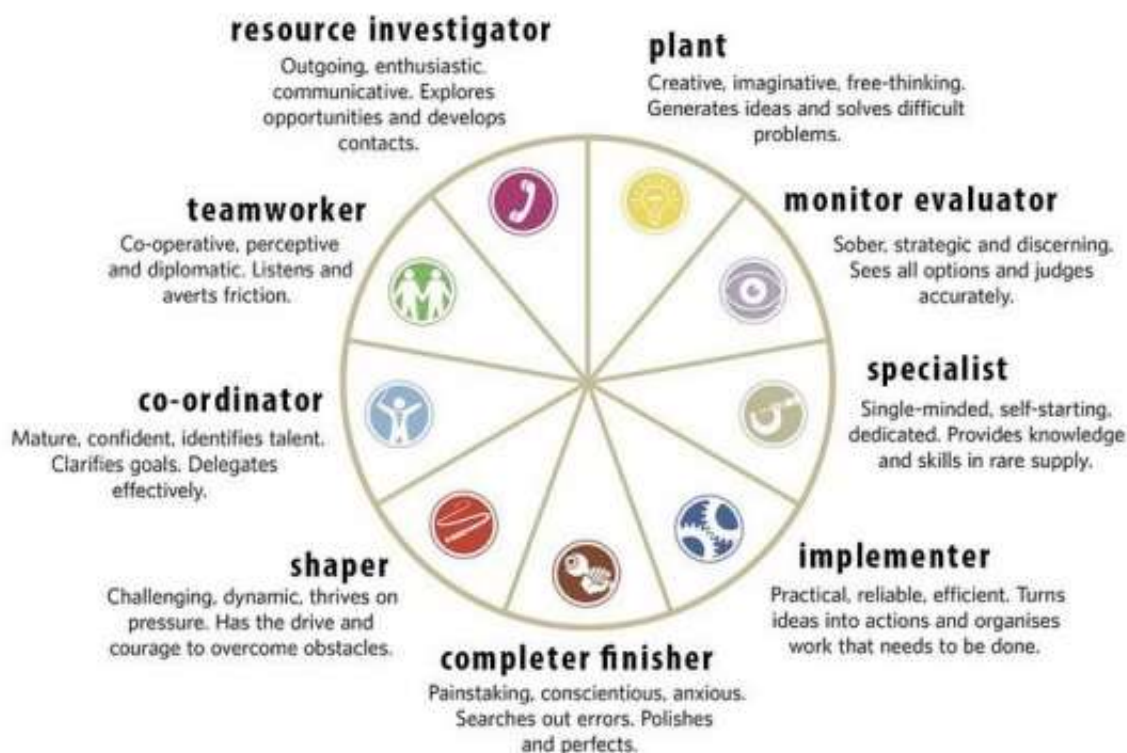 resource investigator
Outgoing, enthusiastic.
communicative. Explores
opportunities and develops
contacts.
plant
Creative, imaginative, free-thinking.
Generates ideas and solves difficult
problems.
monitor evaluator
Sober, strategic and discerning.
Sees all options and judges
accurately.
specialist
Single-minded, self-starting,
dedicated. Provides knowledge
and skills in rare supply.
implementer
Practical, reliable, efficient. Turns
ideas into actions and organises
work that needs to be done.
completer finisher
Painstaking, conscientious, anxious.
Searches out errors. Polishes
and perfects.
shaper
Challenging, dynamic, thrives on
pressure. Has the drive and
courage to overcome obstacles.
co-ordinator
Mature, confident, identifies talent.
Clarifies goals. Delegates
effectively.
teamworker
Co-operative, perceptive
and diplomatic. Listens and
averts friction.